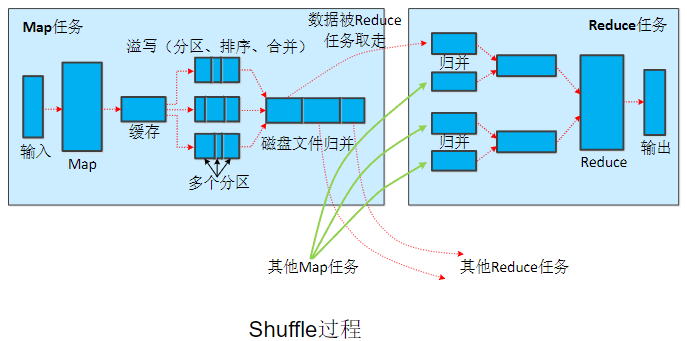 Map任务
溢写（分区、排序、合并）
输入
Map
缓存
多个分区
磁盘文件归并
数据被Reduce
任务取走
Reduce任务
归并
归并
Reduce
输出
其他Map任务
其他Reduce任务
Shuffle过程